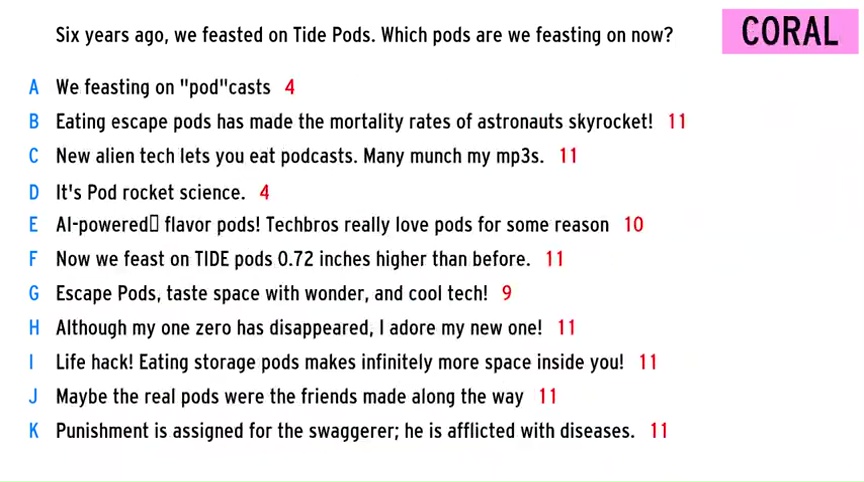 Six years ago, we feasted on Tide Pods. Which pods are we feasting on now?
CORAL
A We feasting on "pod"casts 4
B Eating escape pods has made the mortality rates of astronauts skyrocket! 11
C New alien tech lets you eat podcasts. Many munch my mp3s. 11
D It's Pod rocket science. 4
E AI-powered▯ flavor pods! Techbros really love pods for some reason 10
F Now we feast on TIDE pods 0.72 inches higher than before. 11
G Escape Pods, taste space with wonder, and cool tech! 9
H Although my one zero has disappeared, I adore my new one! 11
I Life hack! Eating storage pods makes infinitely more space inside you! 11
J Maybe the real pods were the friends made along the way 11
K Punishment is assigned for the swaggerer; he is afflicted with diseases. 11